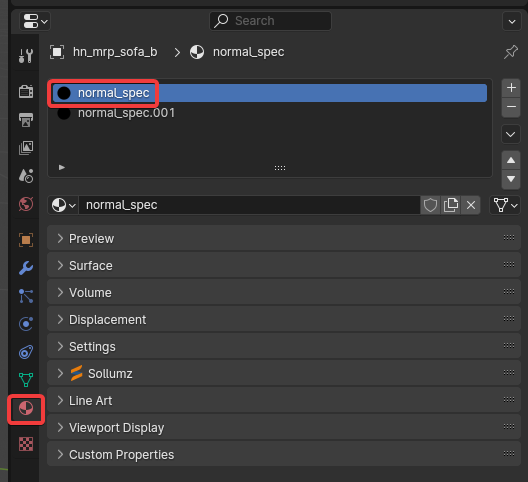 Search
hn_mrp_sofa_b > normal_spec
normal_spec
normal_spec.001
normal_spec
Preview
Surface
Volume
Displacement
Settings
Sollumz
Line Art
Viewport Display
Custom Properties